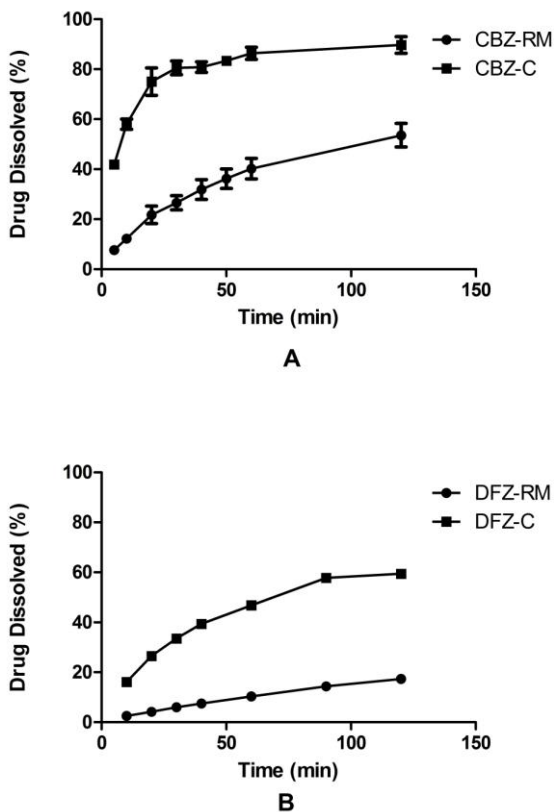 100
80
60
40
20
0
Drug Dissolved (%)
CBZ-RM
CBZ-C
0 50 100 150
Time (min)
A
100
80
60
40
20
0
Drug Dissolved (%)
DFZ-RM
DFZ-C
0 50 100 150
Time (min)
B